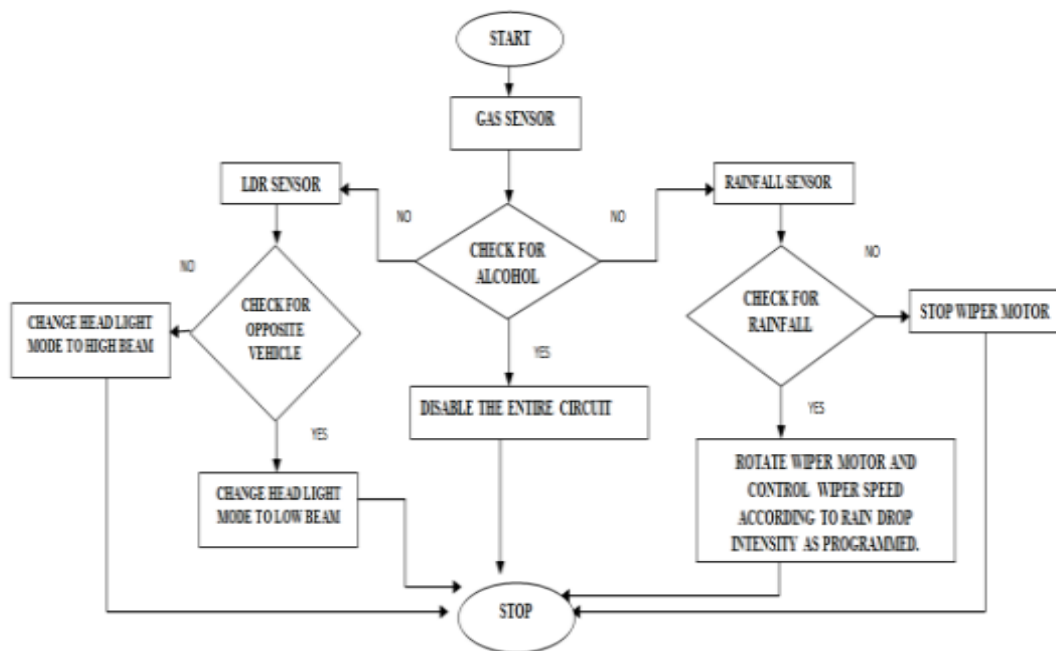 START
GAS SENSOR
LDR SENSOR
RAINFALL SENSOR
NO
NO
CHECK FOR
ALCOHOL
NO
CHECK FOR
OPPOSITE
VEHICLE
NO
CHECK FOR
RAINFALL
CHANGE HEAD LIGHT
MODE TO HIGH BEAM
STOP WIPER MOTOR
YES
DISABLE THE ENTIRE CIRCUIT
YES
YES
CHANGE HEAD LIGHT
MODE TO LOW BEAM
ROTATE WIPER MOTOR AND
CONTROL WIPER SPEED
ACCORDING TO RAIN DROP
INTENSITY AS PROGRAMMED.
STOP